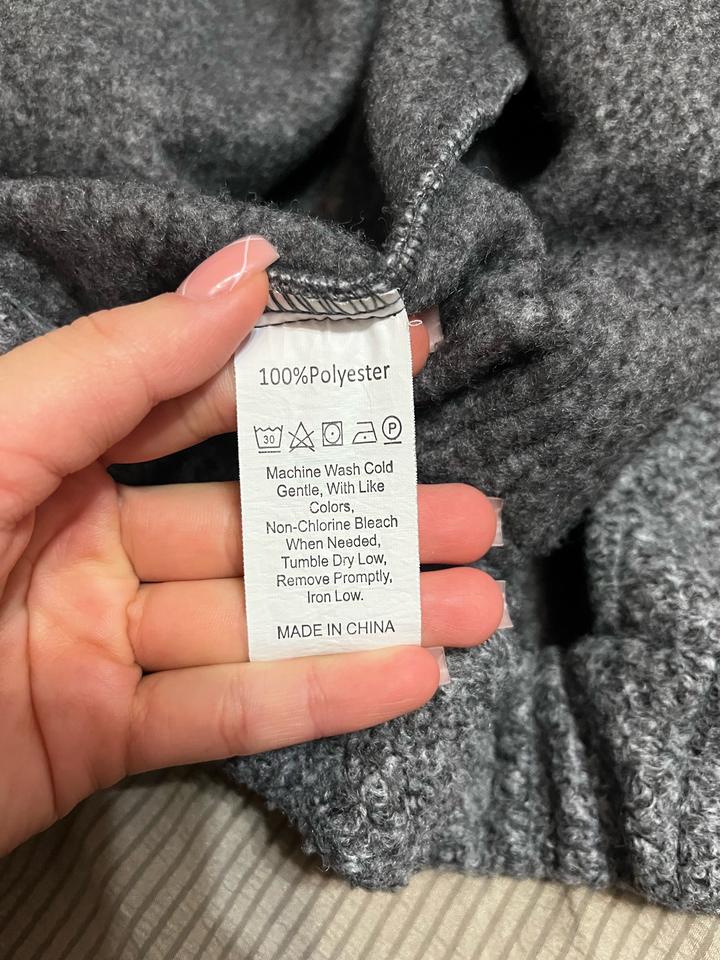 100%Polyester
30 P
Machine Wash Cold
Gentle, With Like
Colors,
Non-Chlorine Bleach
When Needed,
Tumble Dry Low,
Remove Promptly,
Iron Low.
MADE IN CHINA